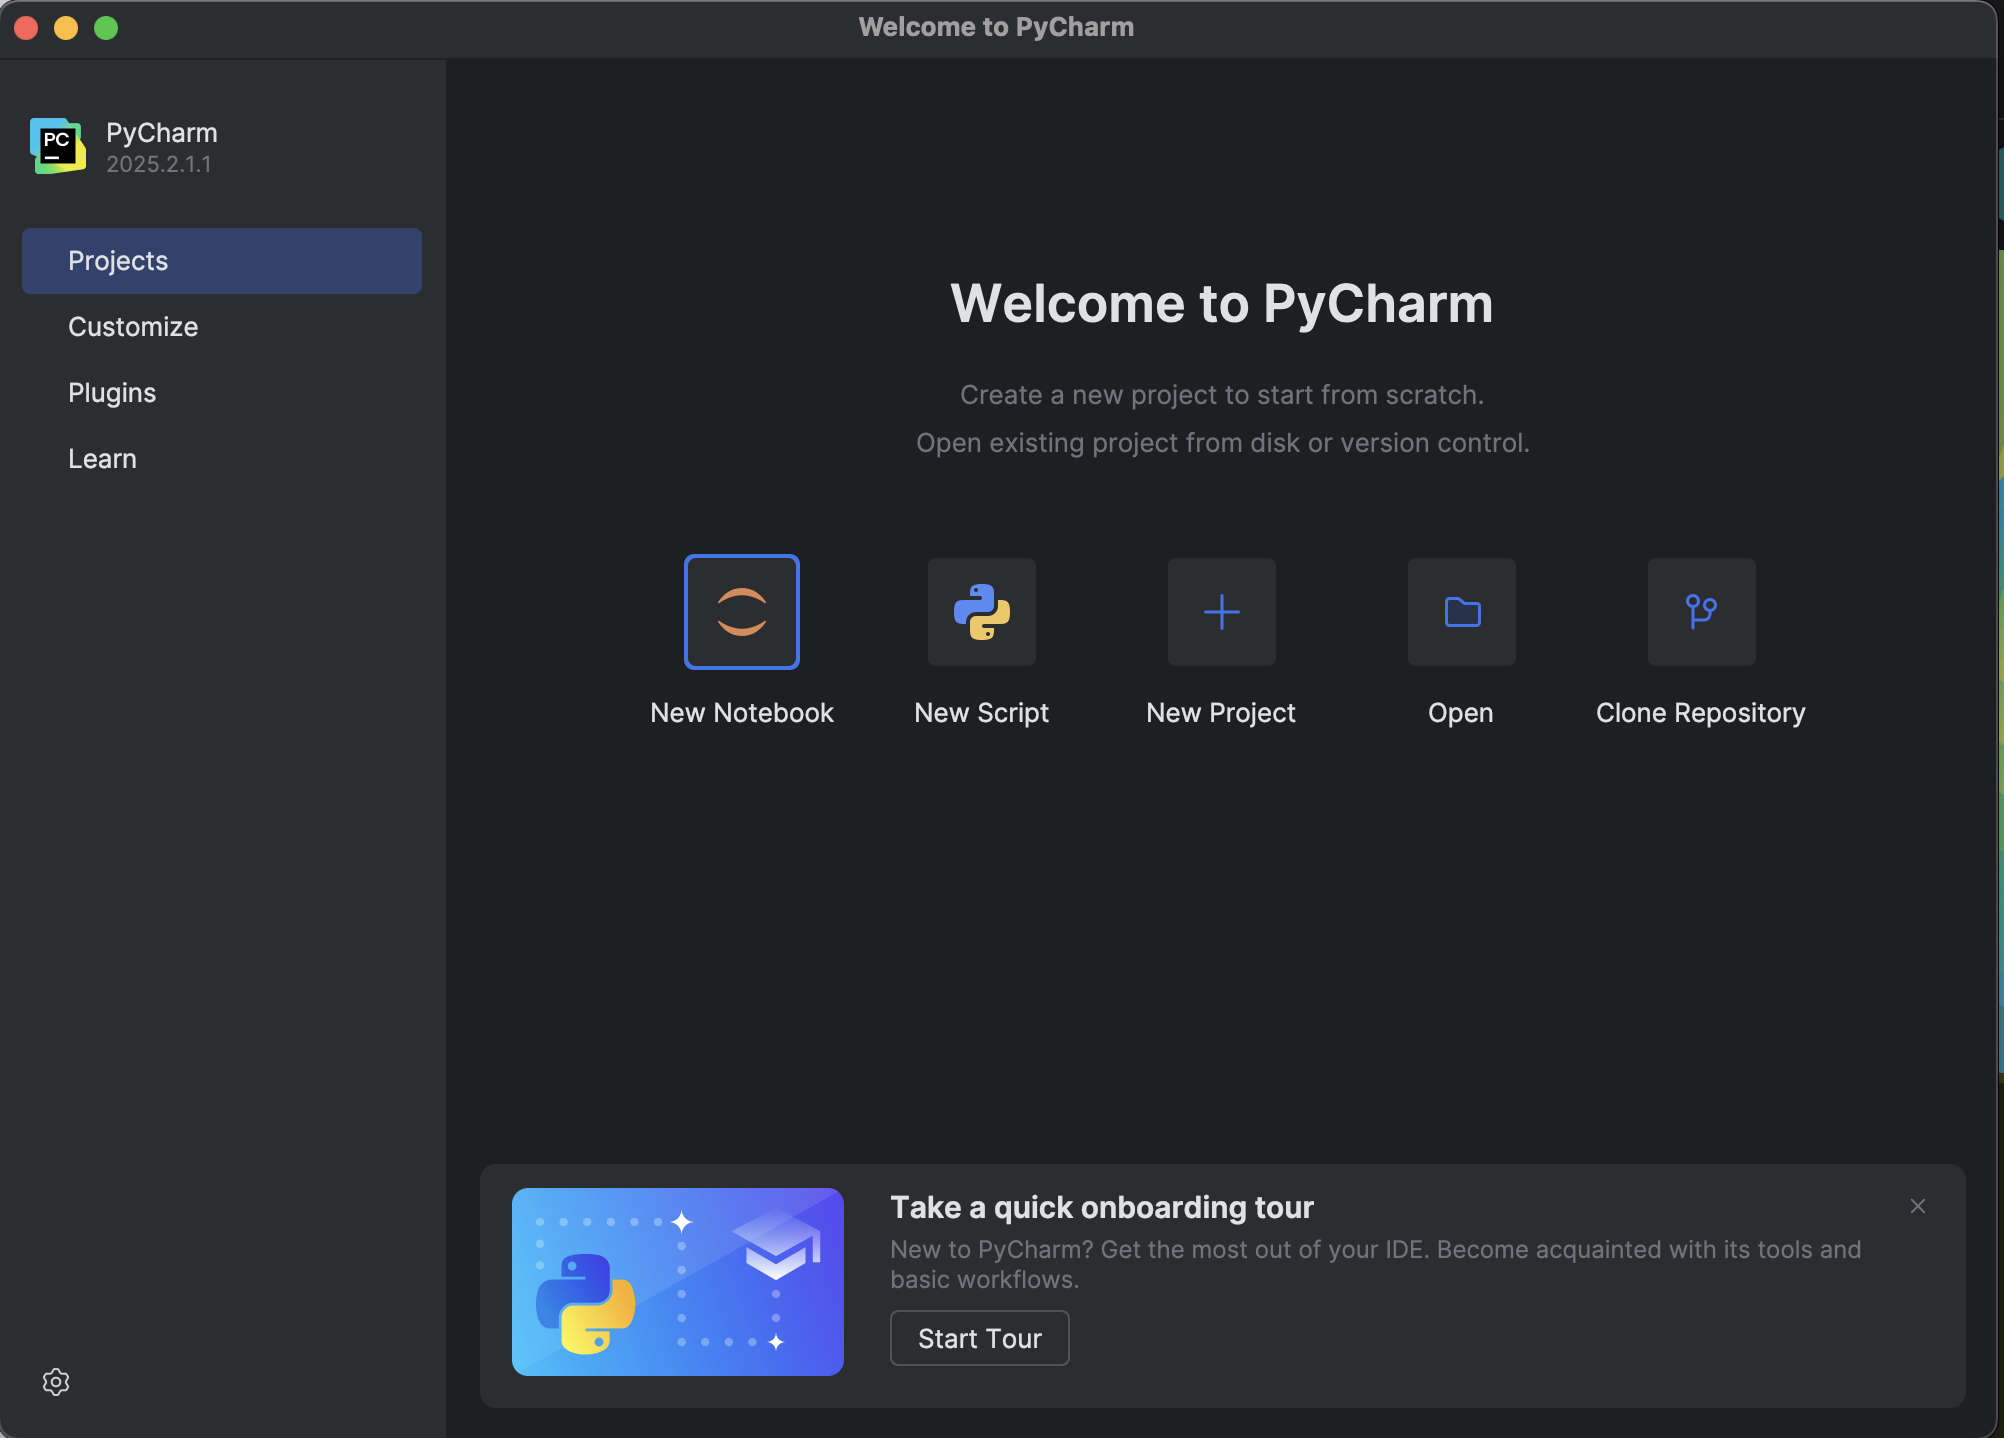 Welcome to PyCharm
PC
PyCharm
2025.2.1.1
Projects
Customize
Plugins
Learn
Welcome to PyCharm
Create a new project to start from scratch.
Open existing project from disk or version control.
New Notebook
New Script
New Project
Open
Clone Repository
Take a quick onboarding tour
New to PyCharm? Get the most out of your IDE. Become acquainted with its tools and
basic workflows.
Start Tour